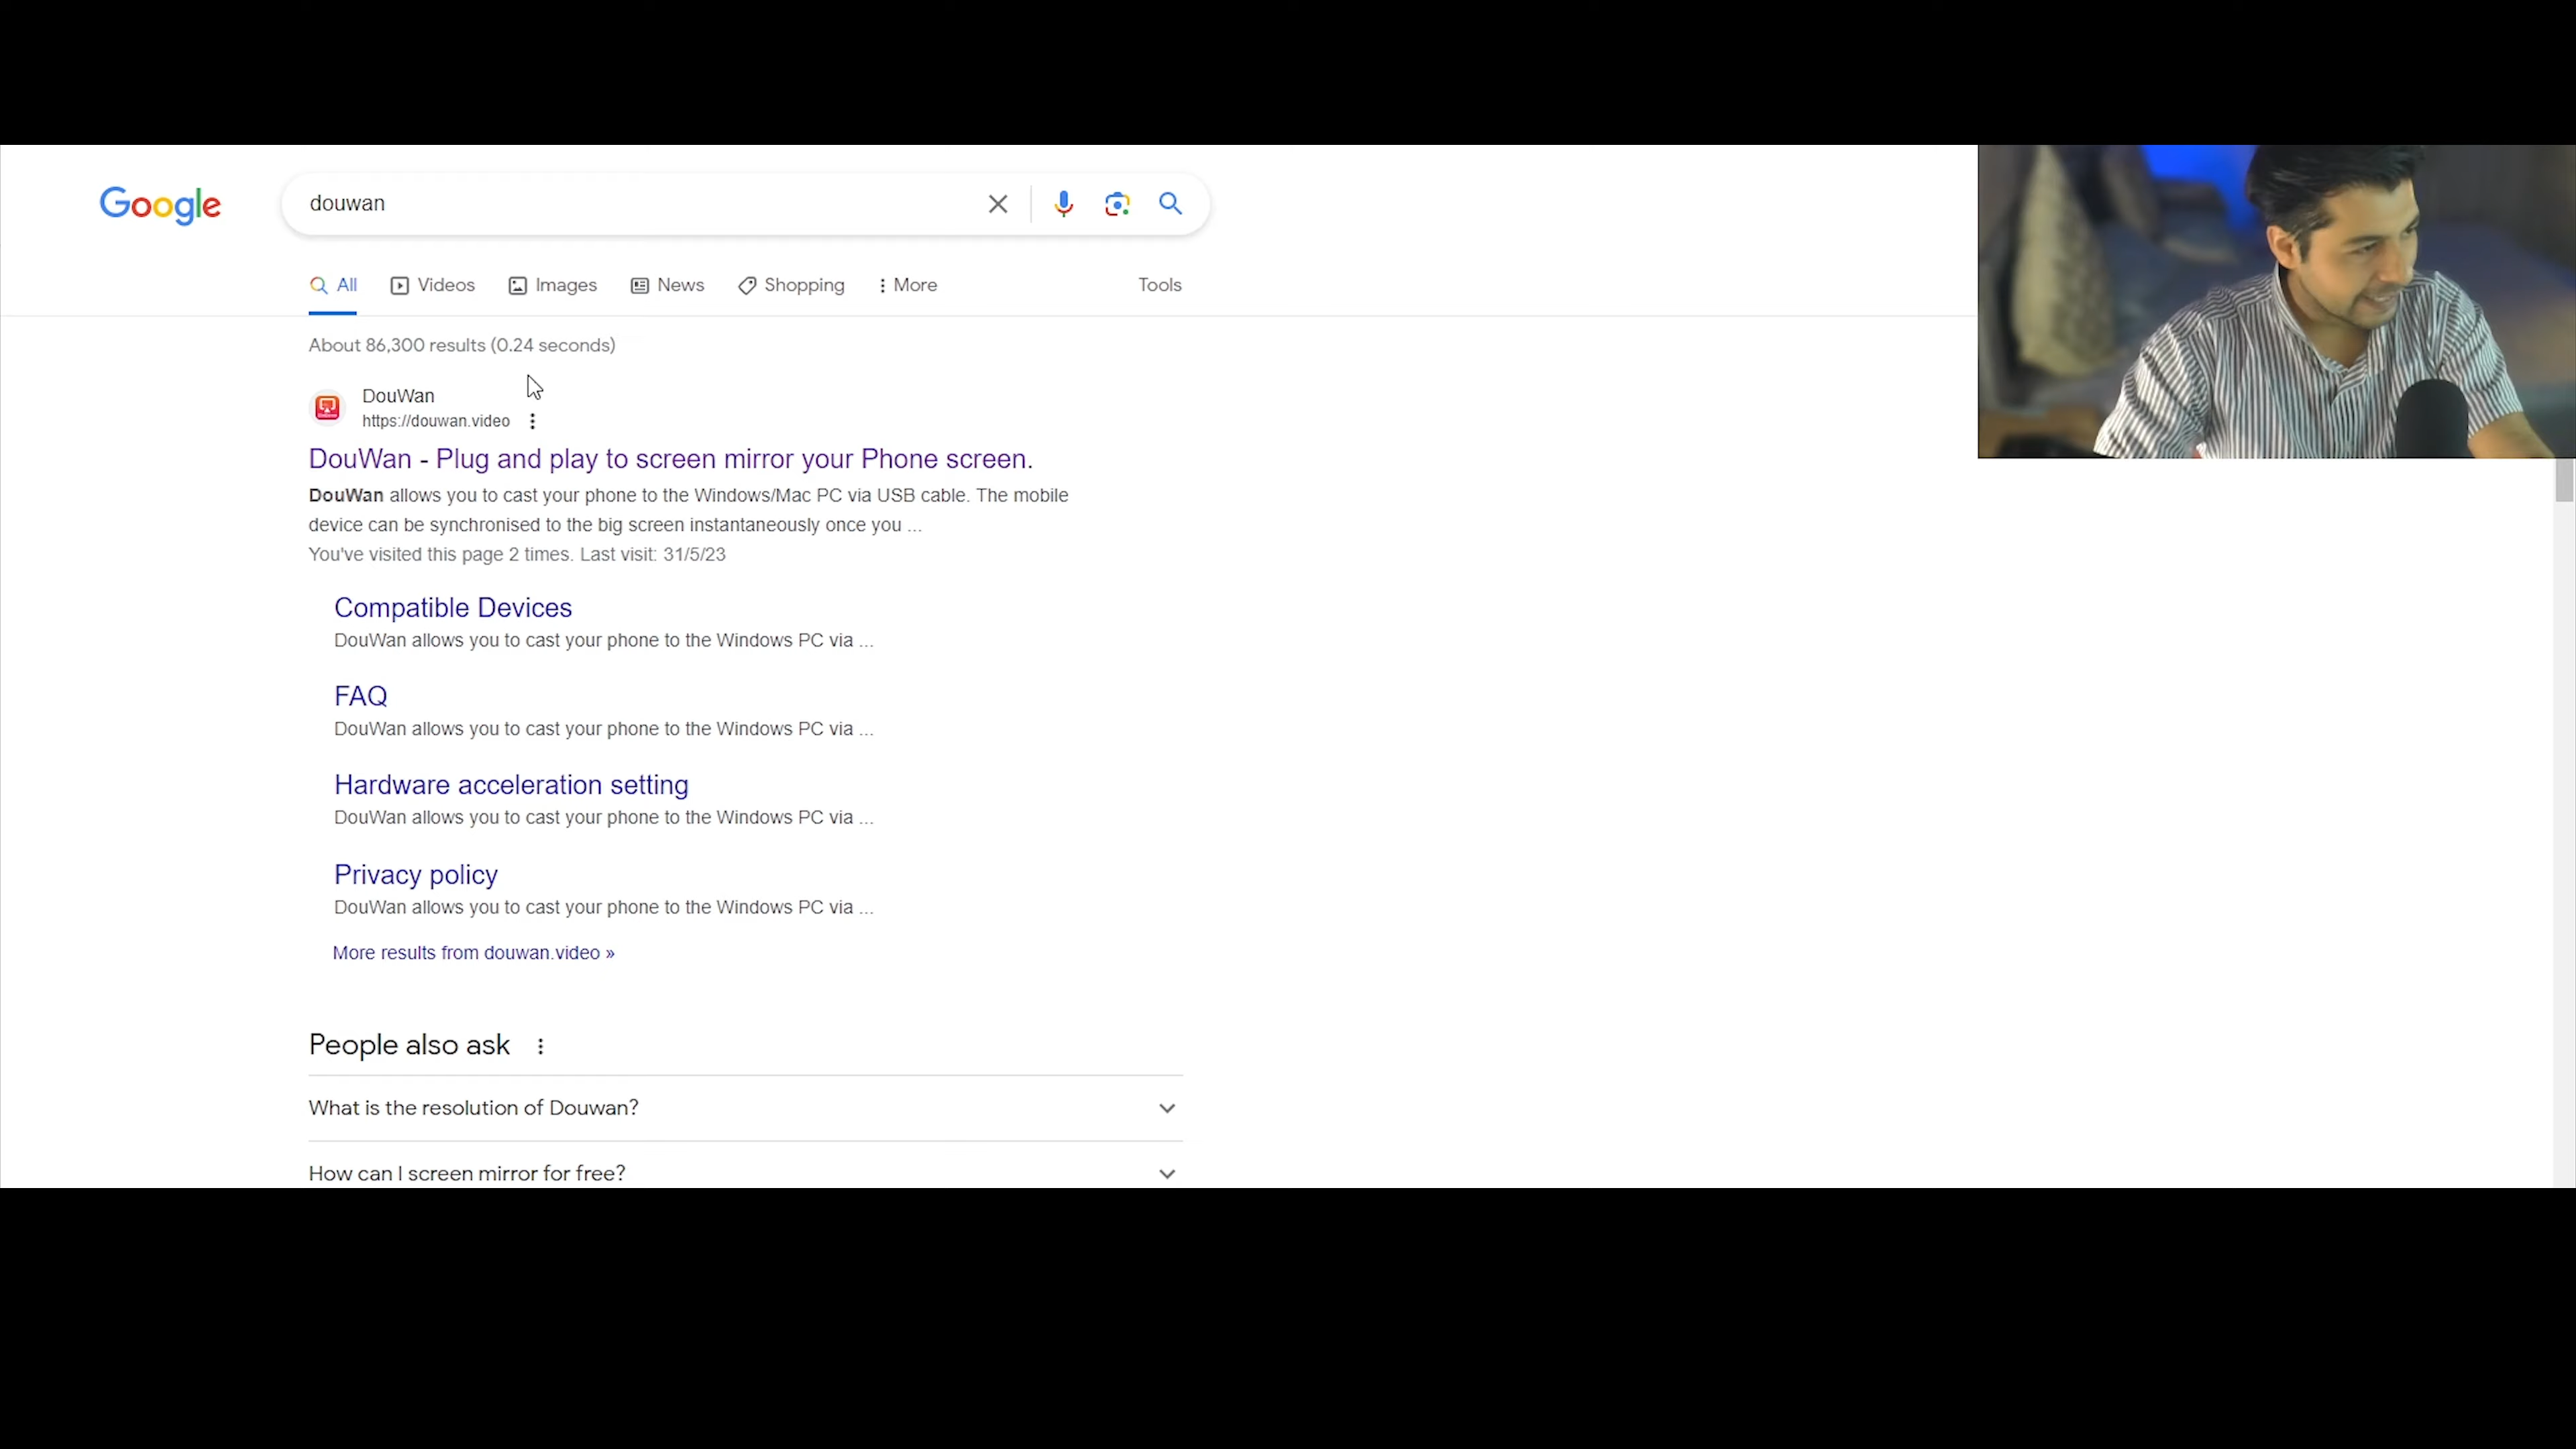 Google
douwan
All
Videos
Images
News
Shopping
More
Tools
About 86,300 results (0.24 seconds)
DouWan
https://douwan.video
DouWan - Plug and play to screen mirror your Phone screen.
DouWan allows you to cast your phone to the Windows/Mac PC via USB cable. The mobile
device can be synchronised to the big screen instantaneously once you ...
You've visited this page 2 times. Last visit: 31/5/23
Compatible Devices
DouWan allows you to cast your phone to the Windows PC via ...
FAQ
DouWan allows you to cast your phone to the Windows PC via ...
Hardware acceleration setting
DouWan allows you to cast your phone to the Windows PC via ...
Privacy policy
DouWan allows you to cast your phone to the Windows PC via ...
More results from douwan.video »
People also ask
What is the resolution of Douwan?
How can I screen mirror for free?